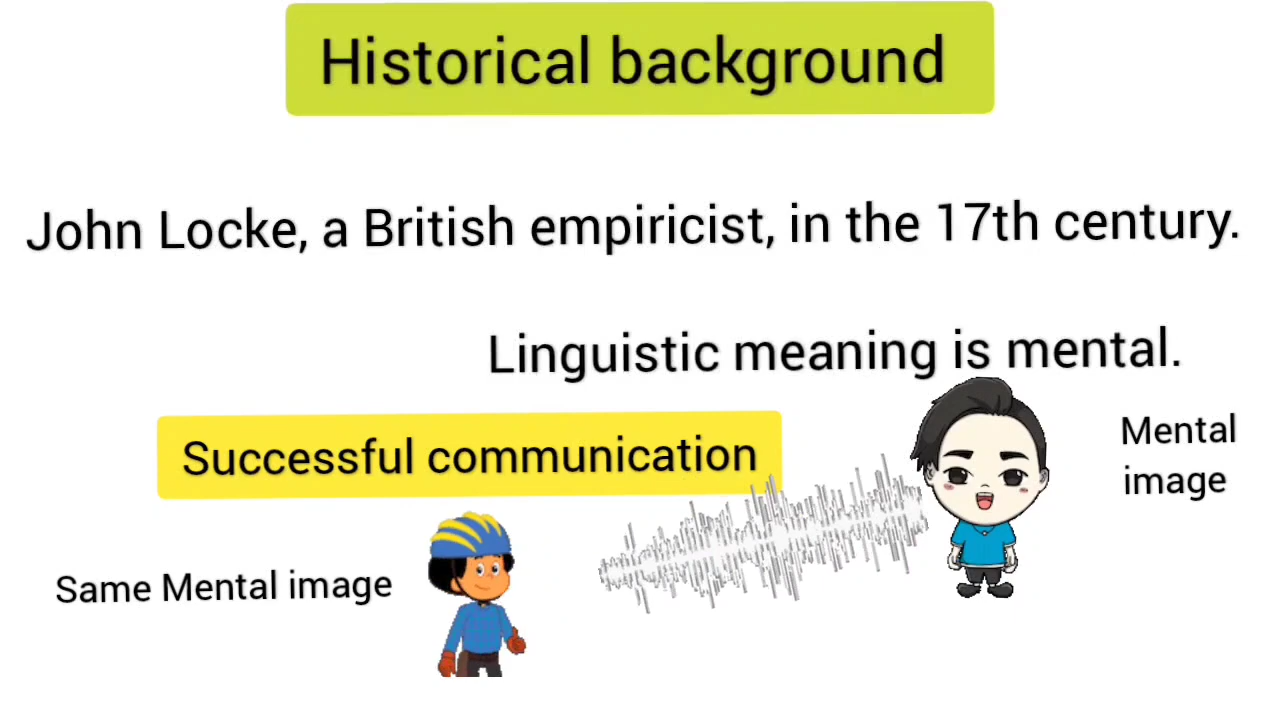 Historical background
John Locke, a British empiricist, in the 17th century.
Linguistic meaning is mental.
Successful communication
Mental
image
Same Mental image